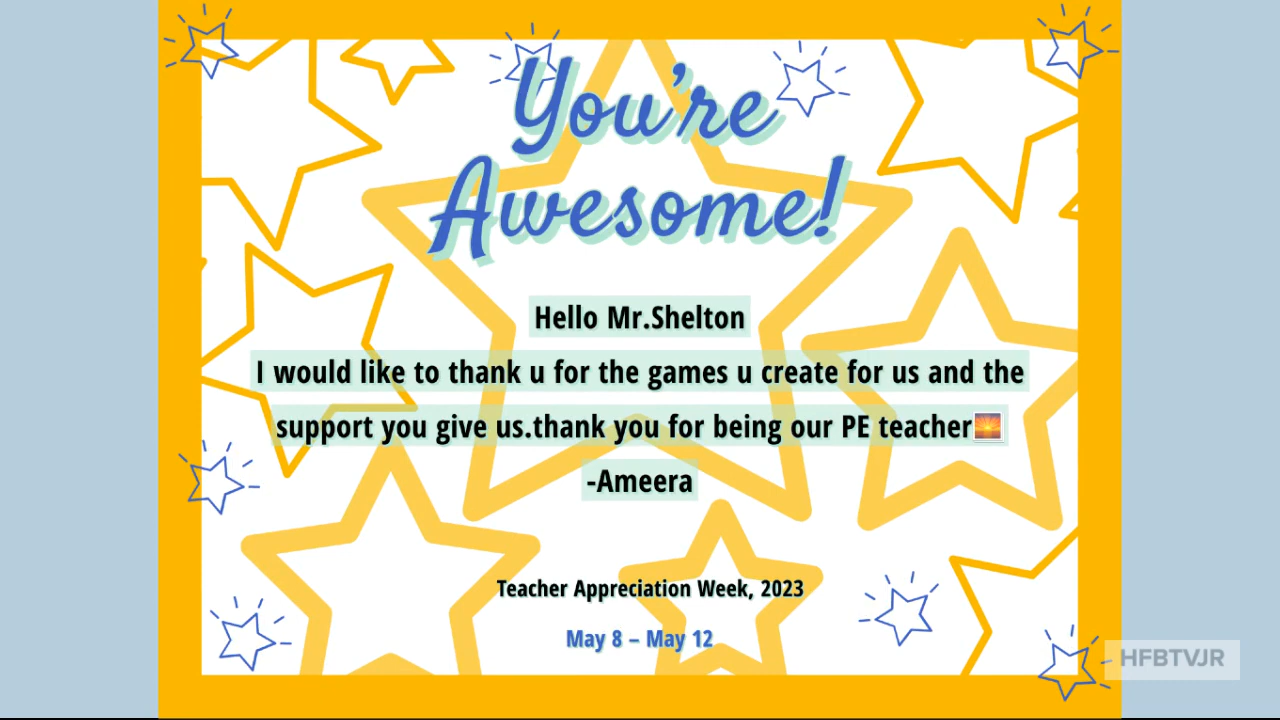 You're
Awesome!
Hello Mr.Shelton
I would like to thank u for the games u create for us and the
support you give us.thank you for being our PE teacher🌅
-Ameera
Teacher Appreciation Week, 2023
May 8 – May 12
HFBTVJR